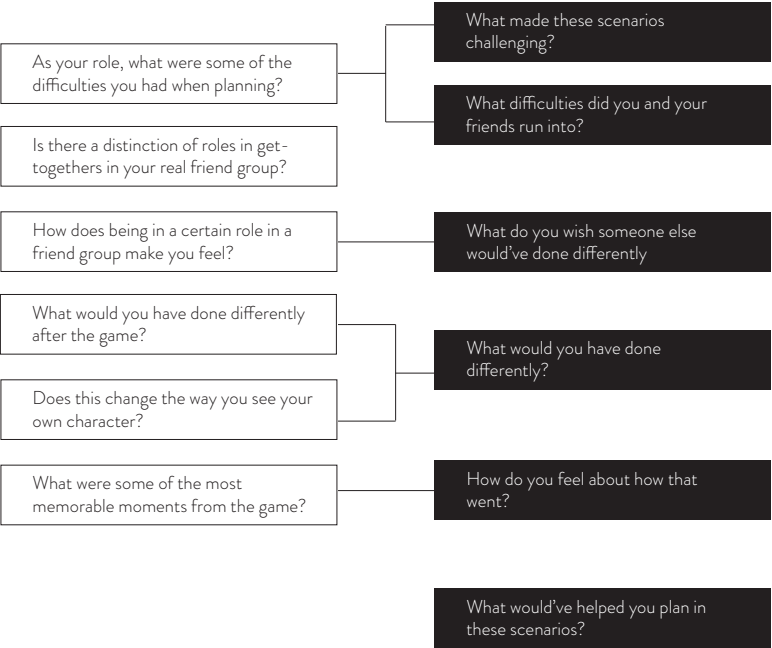 As your role, what were some of the
difficulties you had when planning?
Is there a distinction of roles in get-
togethers in your real friend group?
How does being in a certain role in a
friend group make you feel?
What would you have done differently
after the game?
Does this change the way you see your
own character?
What were some of the most
memorable moments from the game?
What made these scenarios
challenging?
What difficulties did you and your
friends run into?
What do you wish someone else
would've done differently
What would you have done
differently?
How do you feel about how that
went?
What would've helped you plan in
these scenarios?